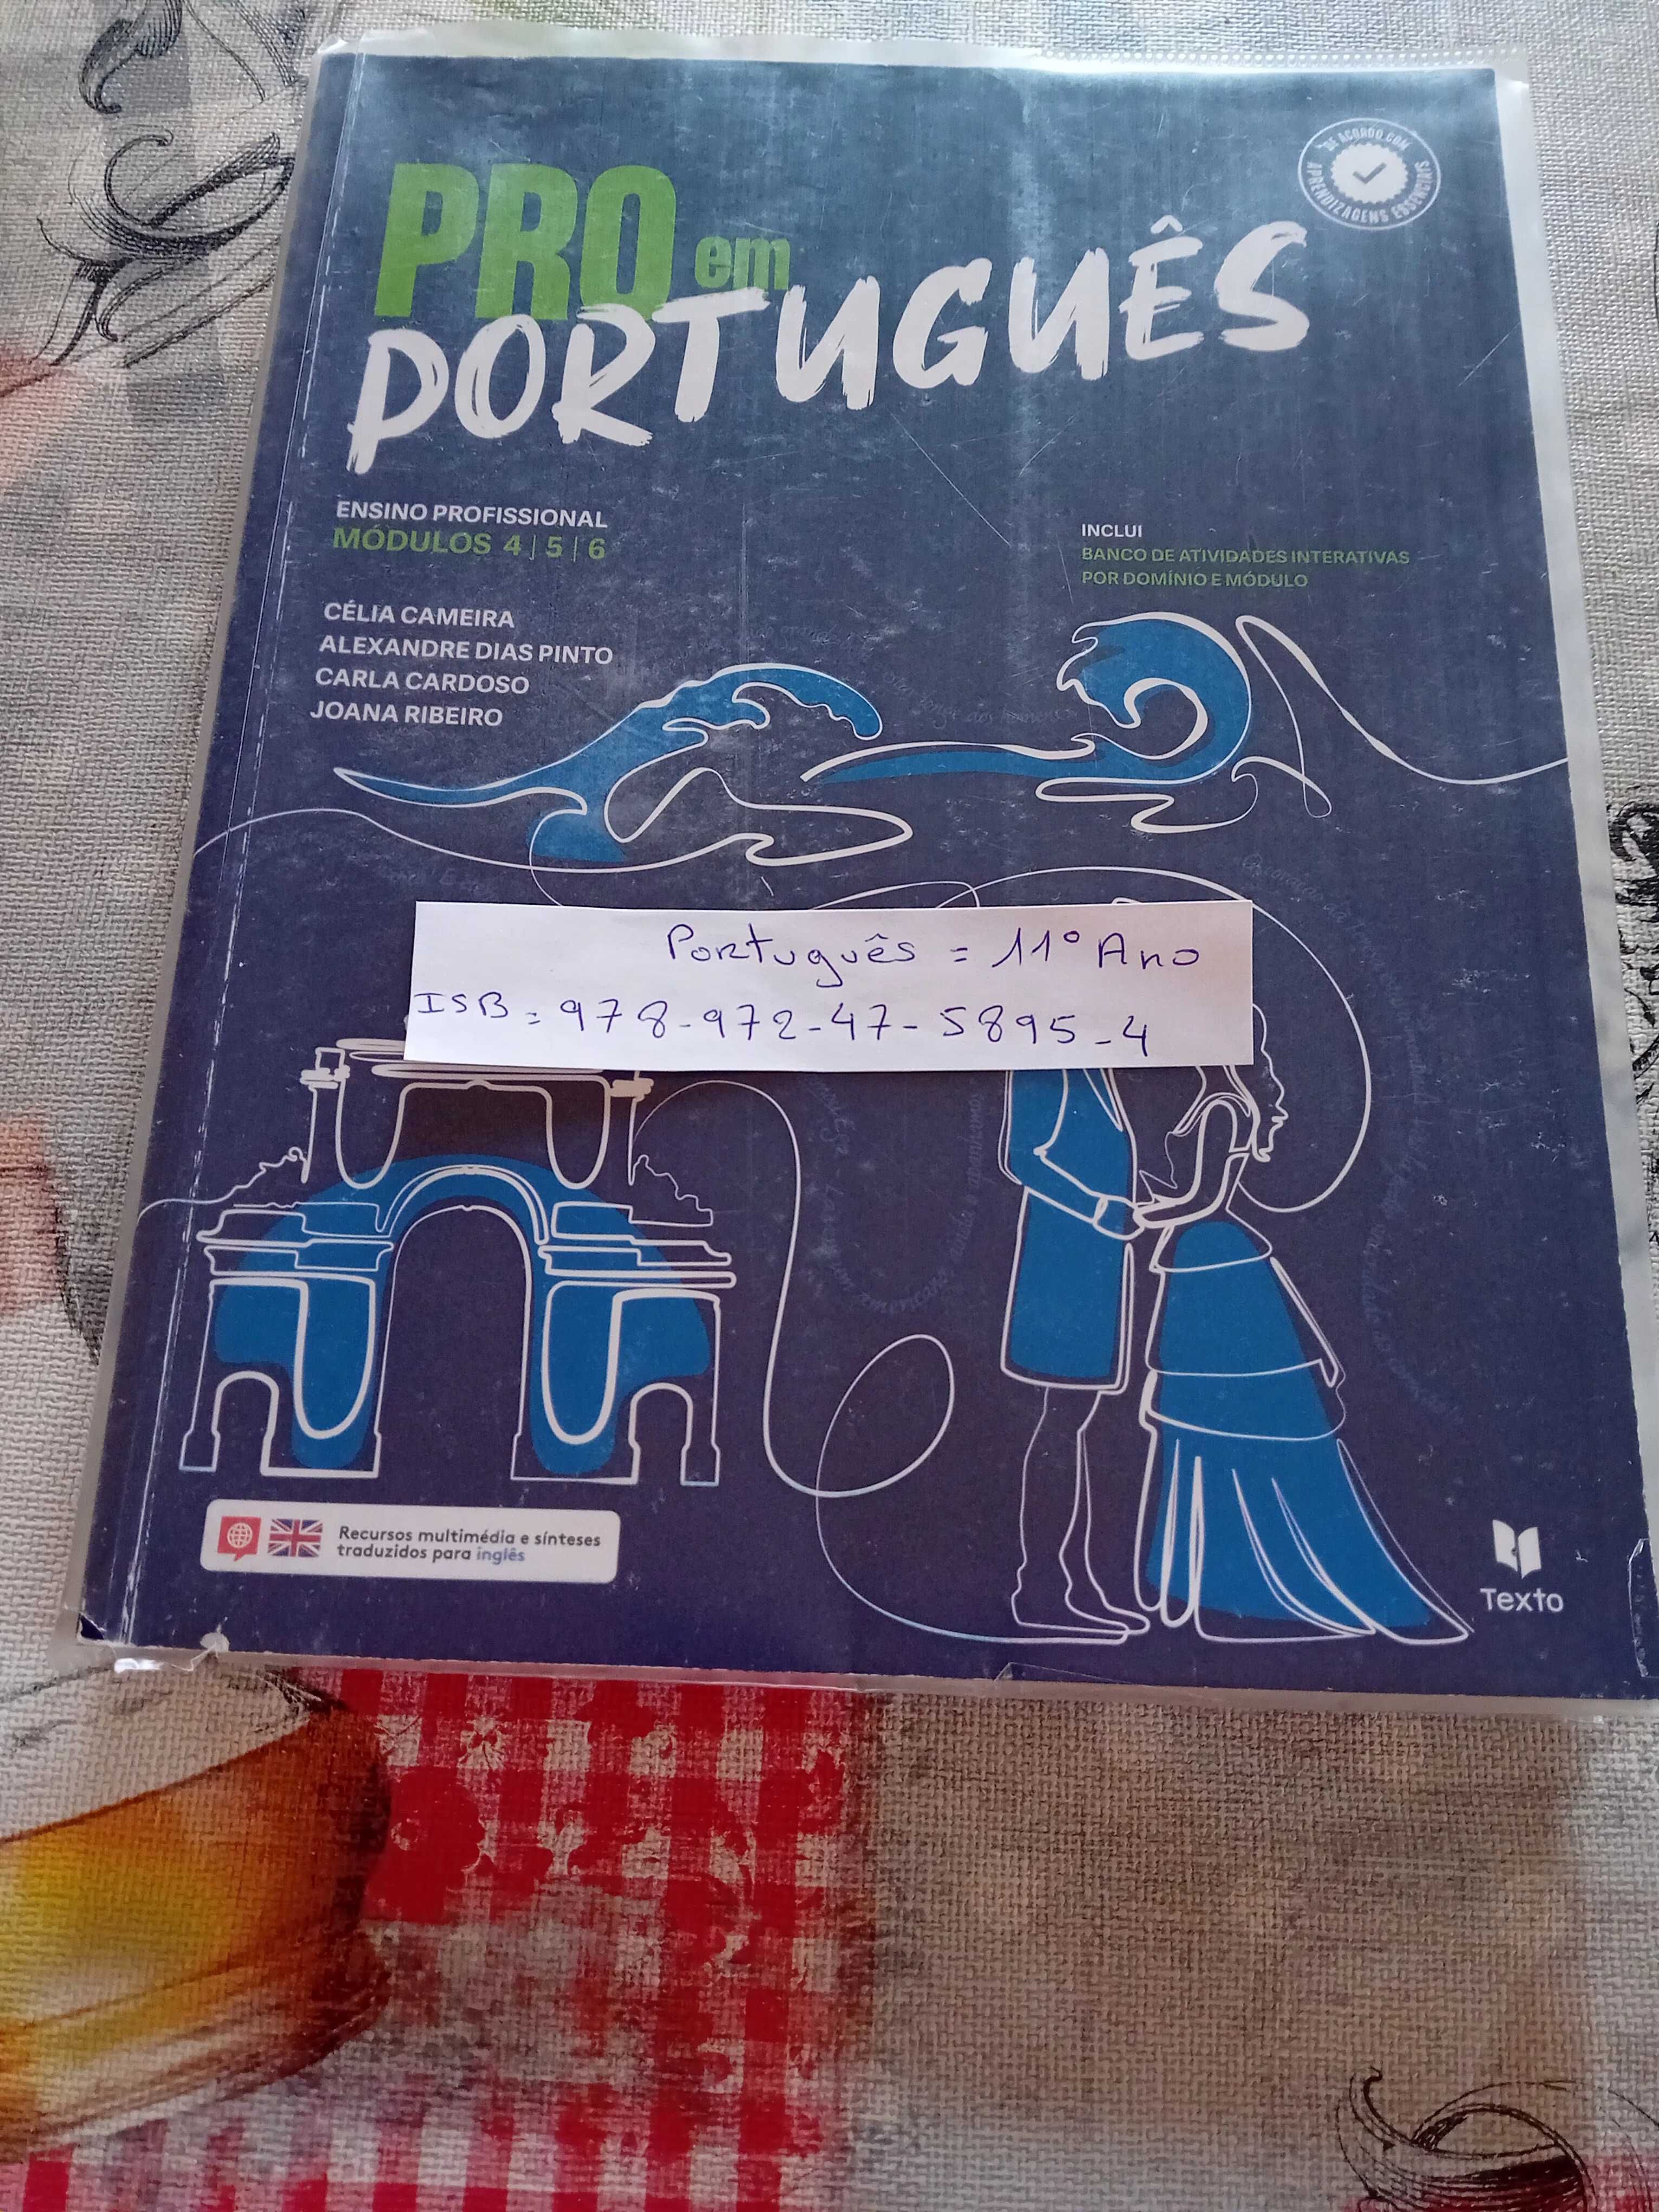 DE ACORDO COM
APRENDIZAGENS ESSENCIAIS
PRO em
PORTUGUÊS
ENSINO PROFISSIONAL
MÓDULOS 4 | 5 | 6
INCLUI
BANCO DE ATIVIDADES INTERATIVAS
POR DOMÍNIO E MÓDULO
CÉLIA CAMEIRA
ALEXANDRE DIAS PINTO
CARLA CARDOSO
JOANA RIBEIRO
Português = 11º Ano
ISB = 978-972-47-5895-4
Recursos multimédia e sínteses
traduzidos para inglês
Texto